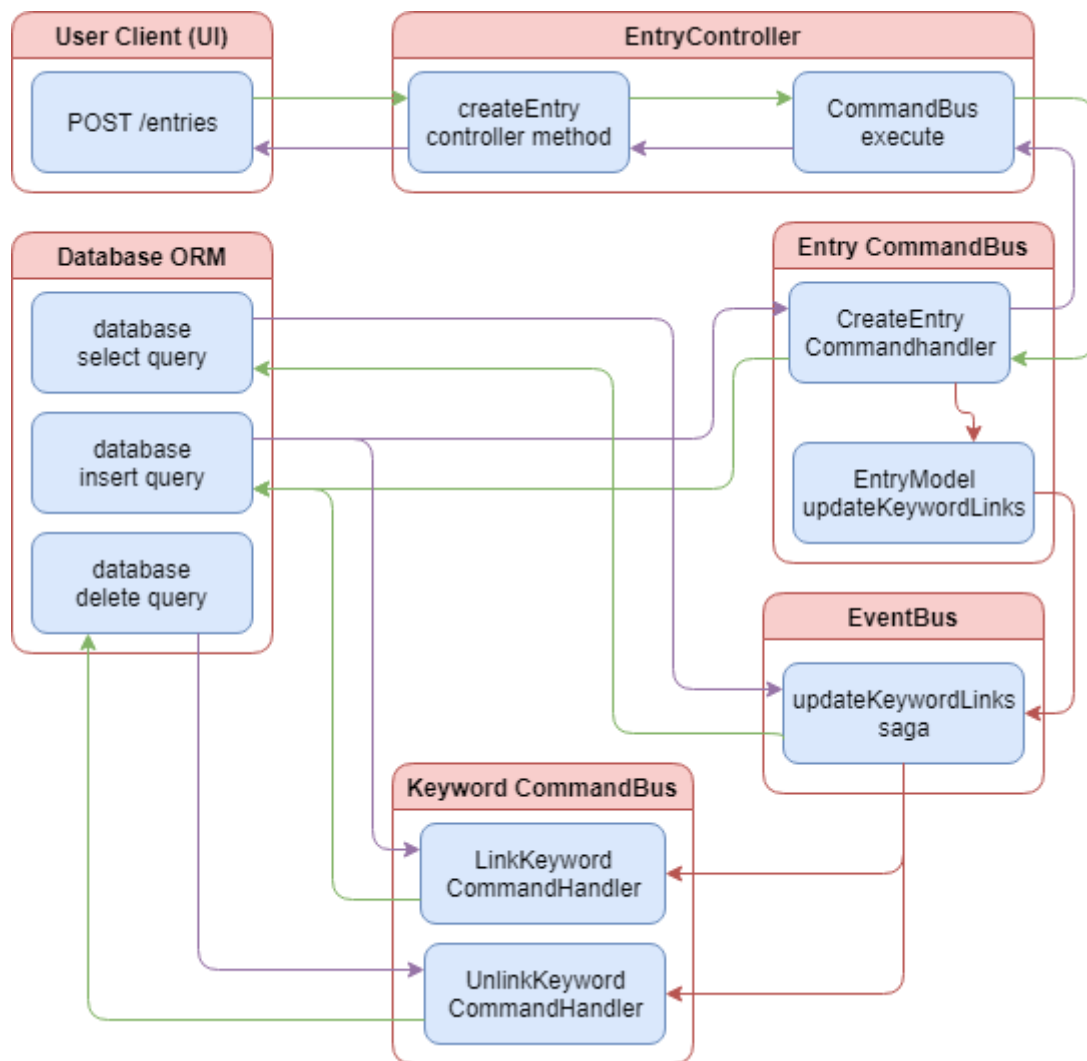 User Client (UI)
POST /entries
EntryController
createEntry
controller method
CommandBus
execute
Database ORM
database
select query
database
insert query
database
delete query
Entry CommandBus
CreateEntry
Commandhandler
EntryModel
updateKeywordLinks
EventBus
updateKeywordLinks
saga
Keyword CommandBus
LinkKeyword
CommandHandler
UnlinkKeyword
CommandHandler